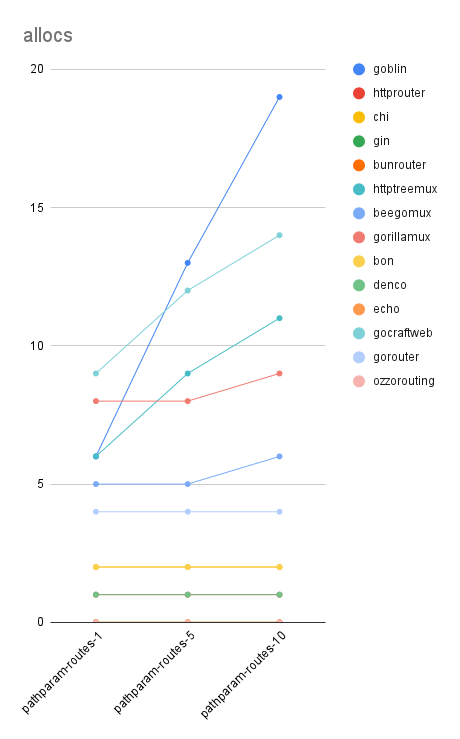 allocs
20
15
10
5
0
pathparam-routes-1
pathparam-routes-5
pathparam-routes-10
goblin
httprouter
chi
gin
bunrouter
httptreemux
beegomux
gorillamux
bon
denco
echo
gocraftweb
gorouter
ozzorouting